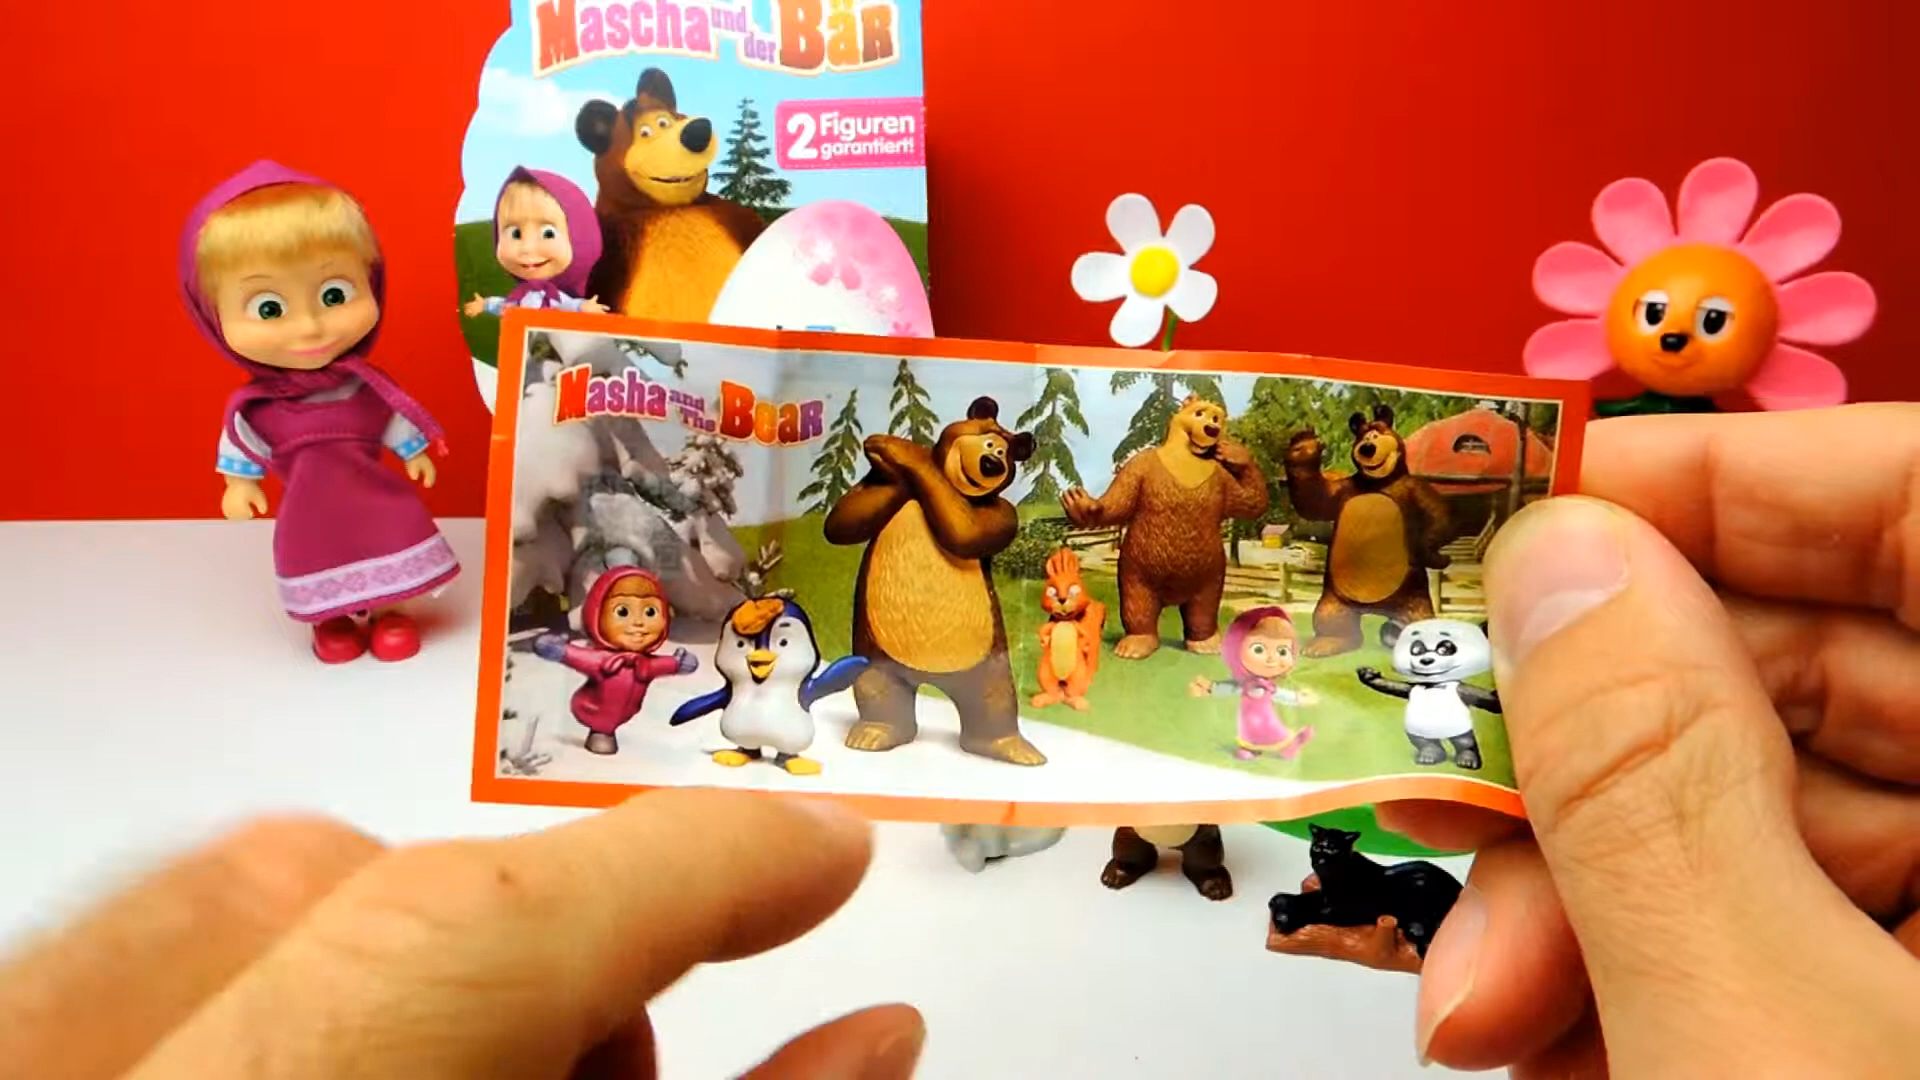 Mascha und der Bär
2 Figuren
garantiert!
Masha and The Bear